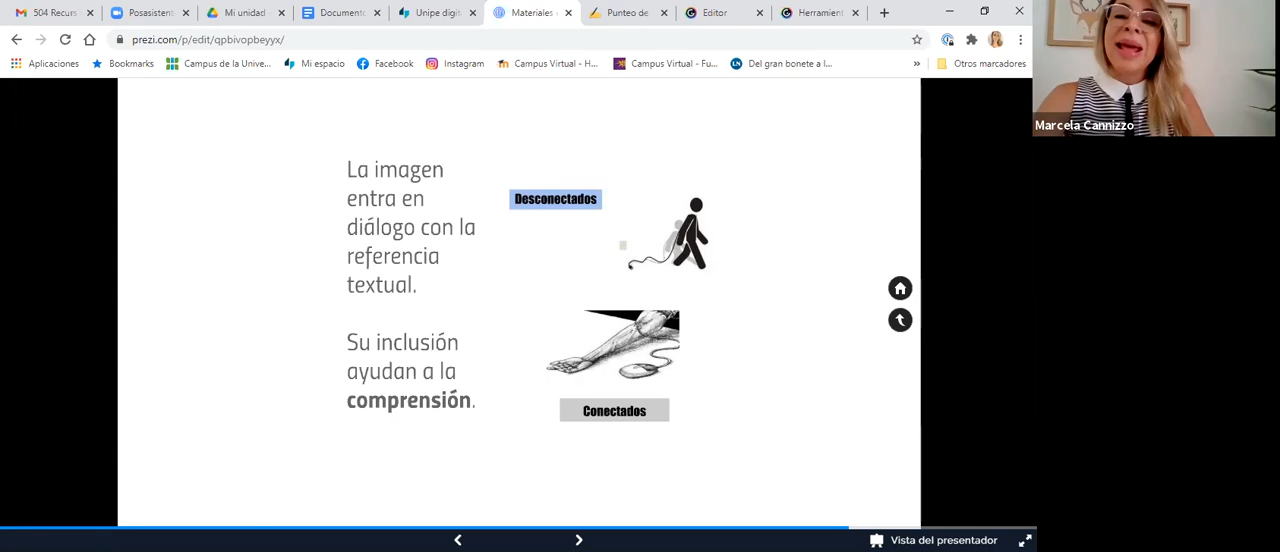 504 Recurs
Posasistent
Mi unidad
Documento
Unipe digit
Materiales
Punteo de
Editor
Herramient
prezi.com/p/edit/qpbivopbeyyx/
Aplicaciones
Bookmarks
Campus de la Unive...
Mi espacio
Facebook
Instagram
Campus Virtual - H...
Campus Virtual - Fu...
Del gran bonete a l...
»
Otros marcadores
Marcela Cannizzo
La imagen
entra en
diálogo con la
referencia
textual.
Su inclusión
ayudan a la
comprensión.
Desconectados
Conectados
Vista del presentador